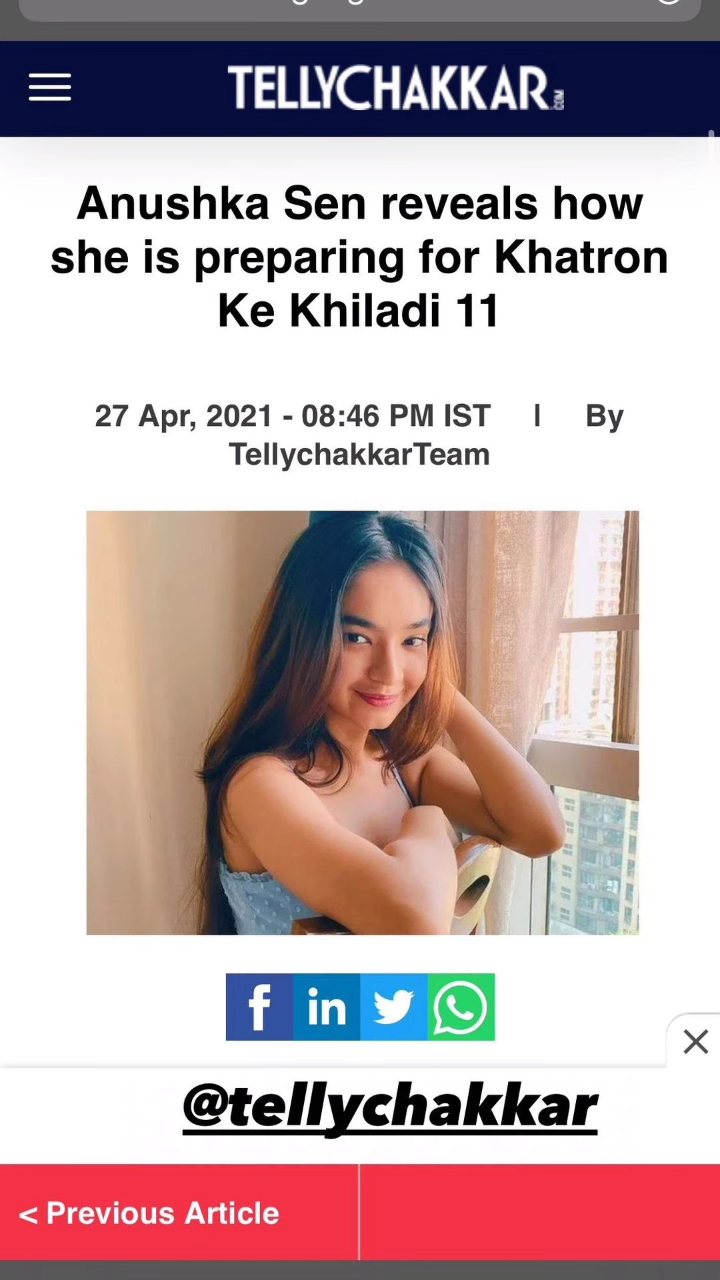 TELLYCHAKKAR.COM
Anushka Sen reveals how
she is preparing for Khatron
Ke Khiladi 11
27 Apr, 2021 - 08:46 PM IST | By
TellychakkarTeam
f in
@tellychakkar
< Previous Article